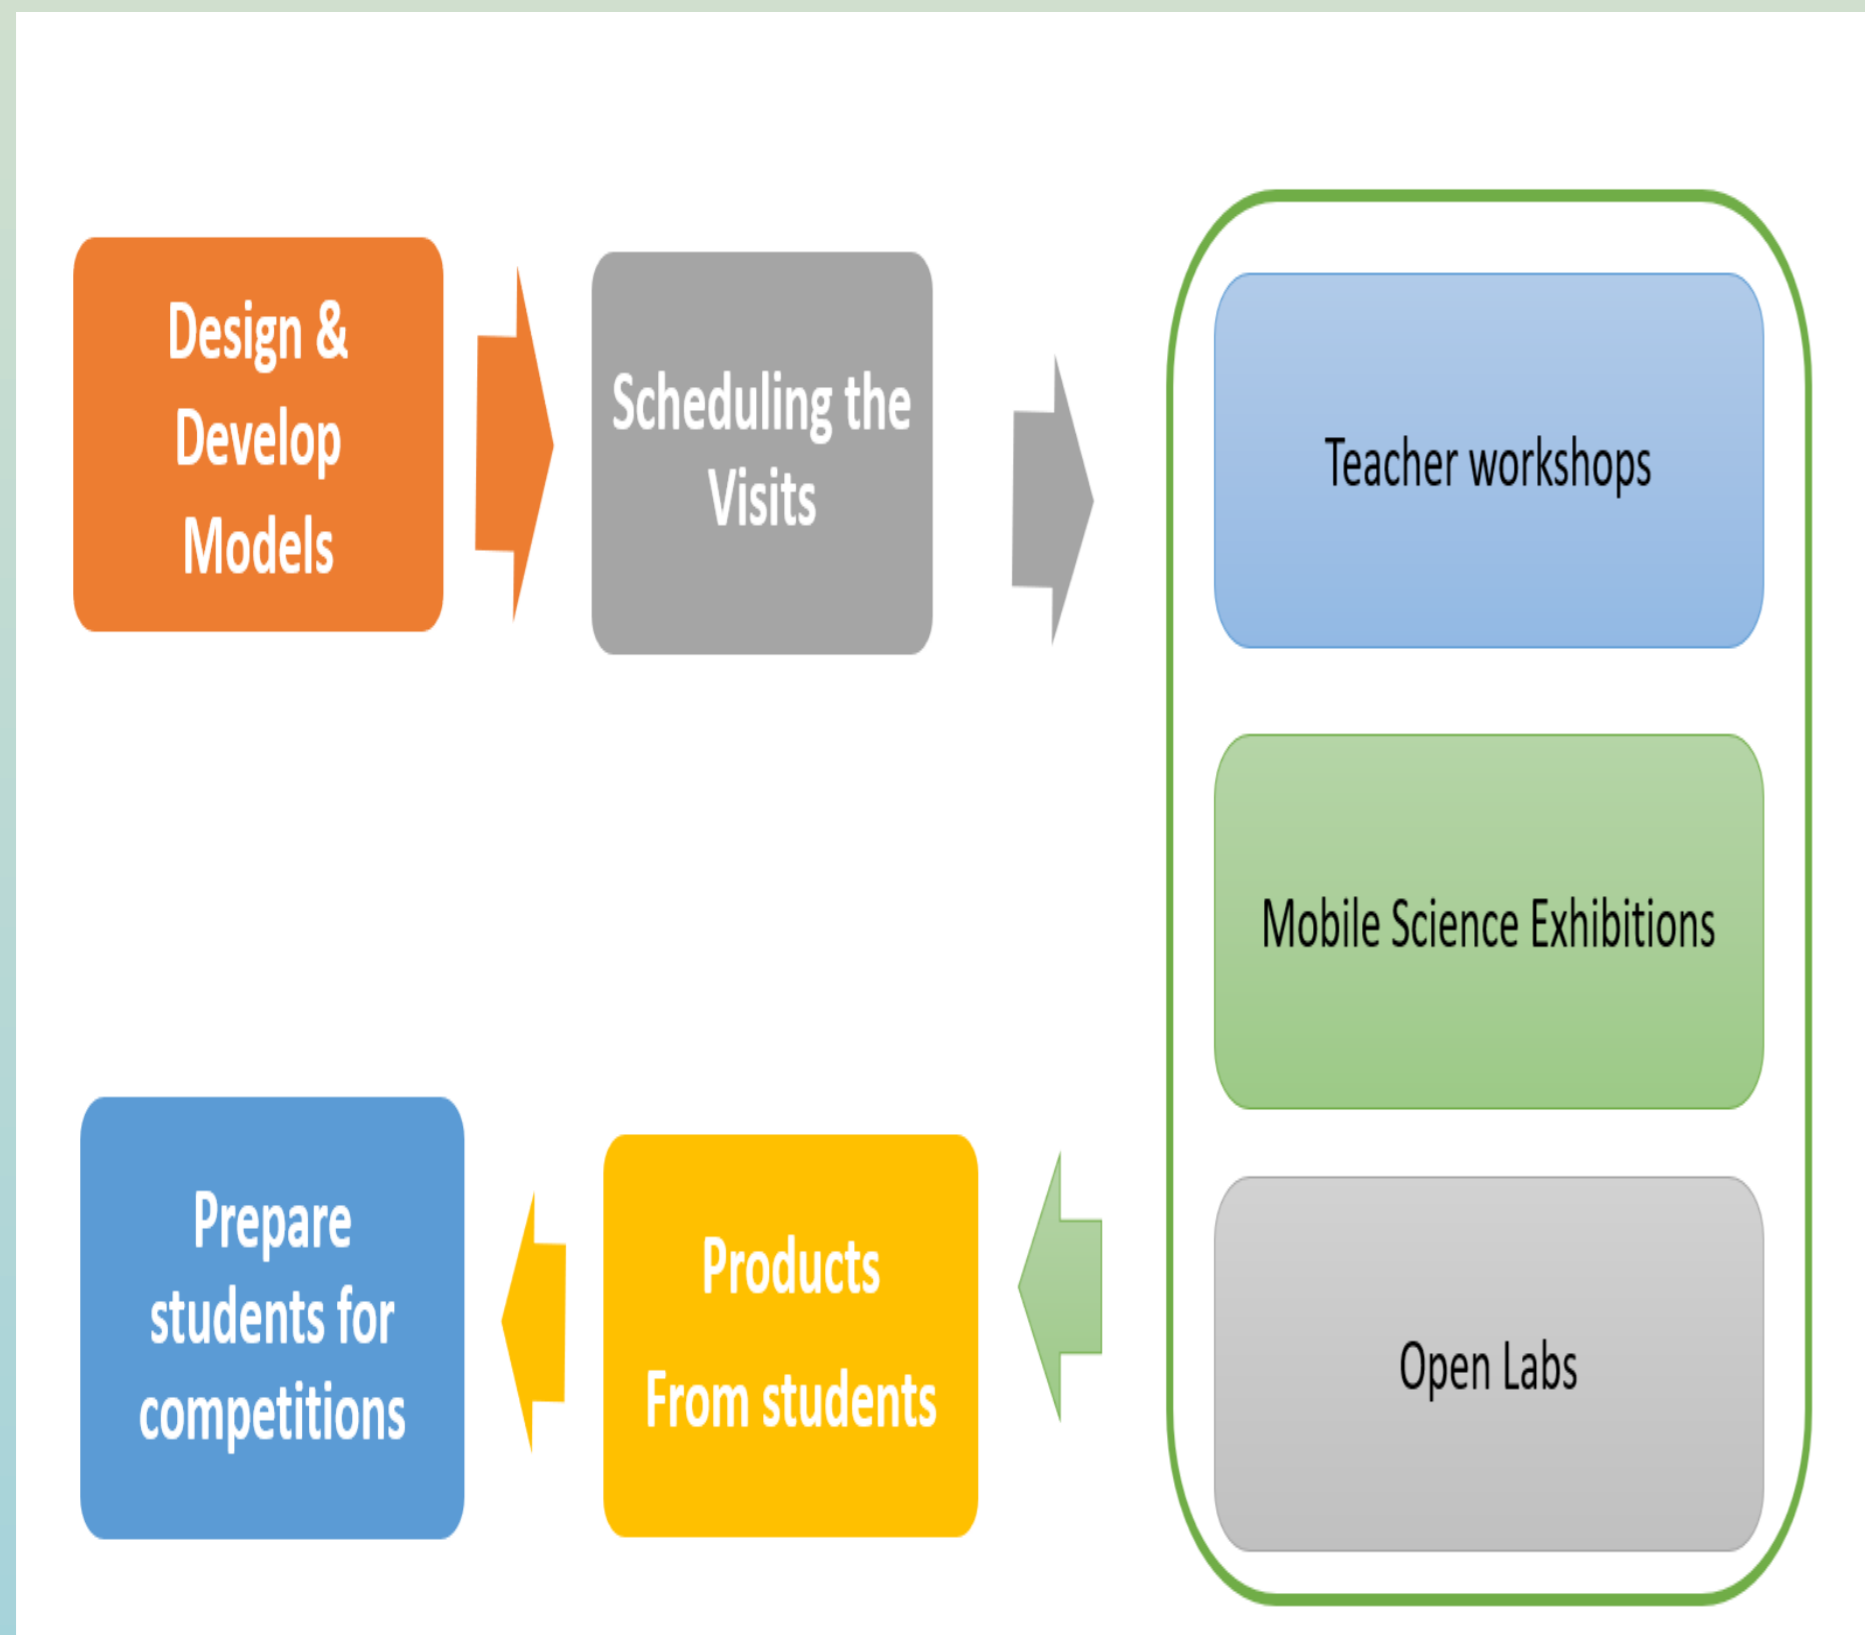 Design &
Develop
Models
Scheduling the
Visits
Teacher workshops
Mobile Science Exhibitions
Open Labs
Products
From students
Prepare
students for
competitions